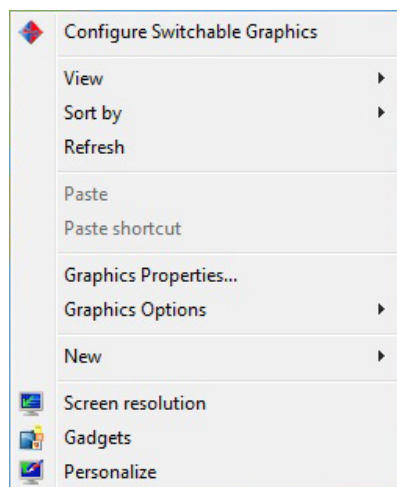 Configure Switchable Graphics
View
Sort by
Refresh
Paste
Paste shortcut
Graphics Properties...
Graphics Options
New
Screen resolution
Gadgets
Personalize